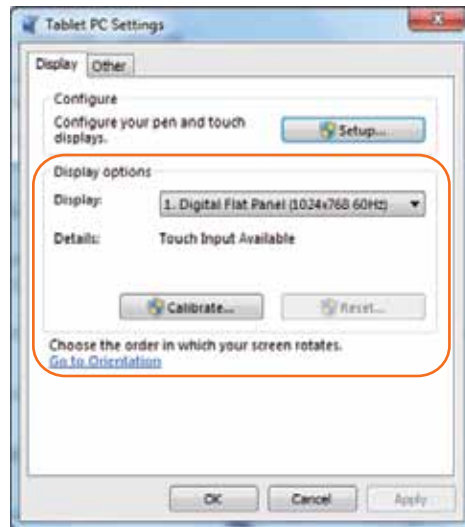 Tablet PC Settings
Display Other
Configure
Configure your pen and touch
displays.
Setup...
Display options
Display:
1. Digital Flat Panel (1024x768 60Hz)
Details:
Touch Input Available
Calibrate...
Reset...
Choose the order in which your screen rotates.
Go to Orientation
OK Cancel Apply